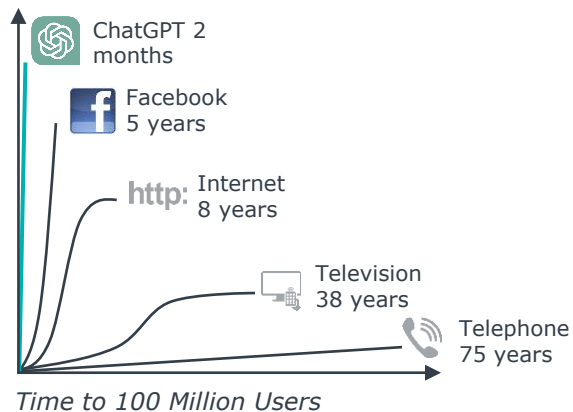 ChatGPT 2
months
Facebook
5 years
http:
Internet
8 years
Television
38 years
Telephone
75 years
Time to 100 Million Users